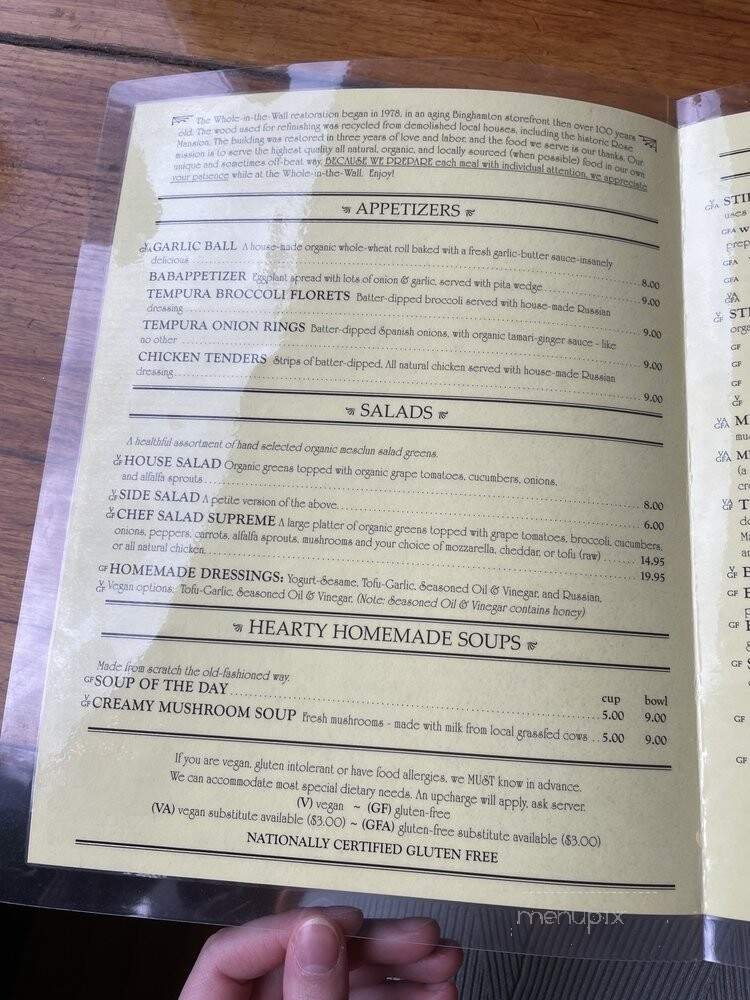 The Whole-in-the-Wall restoration began in 1978, in an aging Binghamton storefront then over 100 years
old. The wood used for refinishing was recycled from demolished local houses, including the historic Rose
Mansion. The building was restored in three years of love and labor, and the food we serve is our thanks. Our
mission is to serve the highest quality all natural, organic, and locally sourced (when possible) food in our own
unique and sometimes off-beat way. BECAUSE WE PREPARE each meal with individual attention, we appreciate
your patience while at the Whole-in-the-Wall. Enjoy!
APPETIZERS
GFA GARLIC BALL A house-made organic whole-wheat roll baked with a fresh garlic-butter sauce-insanely
delicious 8.00
BABAPPETIZER Eggplant spread with lots of onion & garlic, served with pita wedge 9.00
TEMPURA BROCCOLI FLORETS Batter-dipped broccoli served with house-made Russian
dressing 9.00
TEMPURA ONION RINGS Batter-dipped Spanish onions, with organic tamari-ginger sauce - like
no other 9.00
CHICKEN TENDERS Strips of batter-dipped, All natural chicken served with house-made Russian
dressing 9.00
SALADS
A healthful assortment of hand selected organic mesclun salad greens.
V GF HOUSE SALAD Organic greens topped with organic grape tomatoes, cucumbers, onions,
and alfalfa sprouts 8.00
V GF SIDE SALAD A petite version of the above 6.00
V GF CHEF SALAD SUPREME A large platter of organic greens topped with grape tomatoes, broccoli, cucumbers,
onions, peppers, carrots, alfalfa sprouts, mushrooms and your choice of mozzarella, cheddar, or tofu (raw) 14.95
or all natural chicken 19.95
GF HOMEMADE DRESSINGS: Yogurt-Sesame, Tofu-Garlic, Seasoned Oil & Vinegar, and Russian.
V GF Vegan options: Tofu-Garlic, Seasoned Oil & Vinegar, (Note: Seasoned Oil & Vinegar contains honey)
HEARTY HOMEMADE SOUPS
Made from scratch the old-fashioned way.
cup bowl
GF SOUP OF THE DAY 5.00 9.00
V GF CREAMY MUSHROOM SOUP Fresh mushrooms - made with milk from local grassfed cows 5.00 9.00
If you are vegan, gluten intolerant or have food allergies, we MUST know in advance.
We can accommodate most special dietary needs. An upcharge will apply, ask server.
(V) vegan ~ (GF) gluten-free
(VA) vegan substitute available ($3.00) ~ (GFA) gluten-free substitute available ($3.00)
NATIONALLY CERTIFIED GLUTEN FREE
menupix